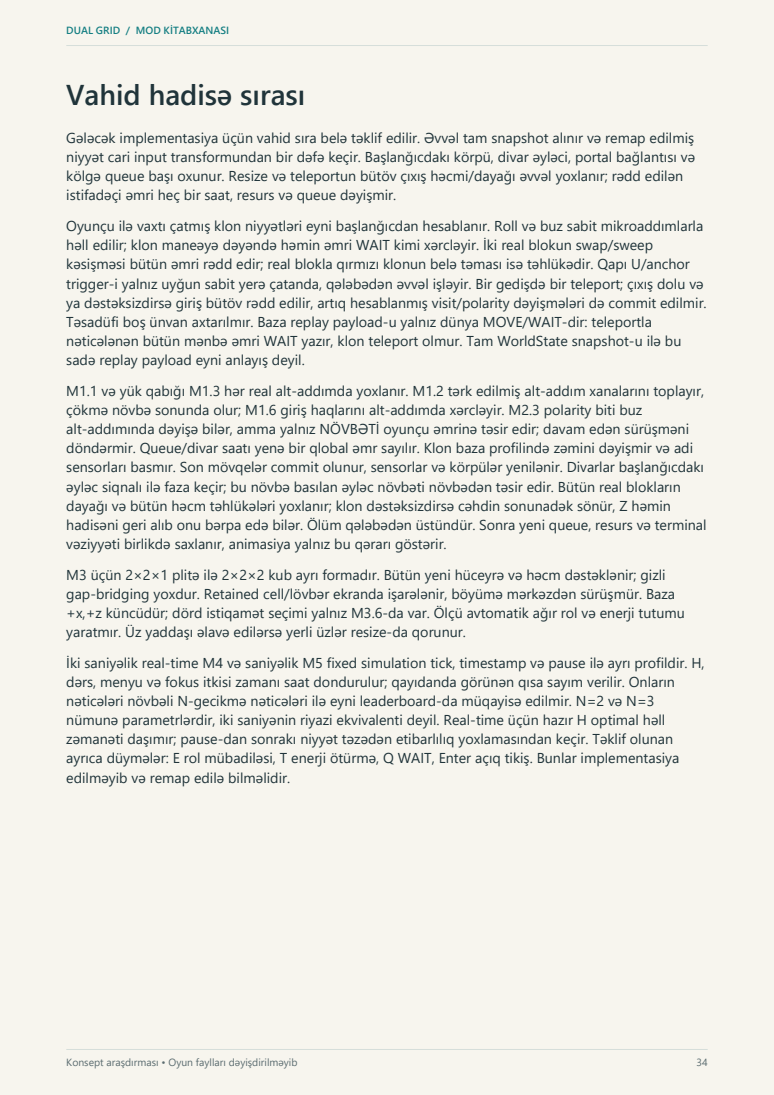 DUAL GRID / MOD KİTABXANASI
Vahid hadisə sırası
Gələcək implementasiya üçün vahid sıra belə təklif edilir. Əvvəl tam snapshot alınır və remap edilmiş
niyyət cari input transformundan bir dəfə keçir. Başlanğıcdakı körpü, divar əyləci, portal bağlantısı və
kölgə queue başı oxunur. Resize və teleportun bütöv çıxış həcmi/dayağı əvvəl yoxlanır; rədd edilən
istifadəçi əmri heç bir saat, resurs və queue dəyişmir.
Oyunçu ilə vaxtı çatmış klon niyyətləri eyni başlanğıcdan hesablanır. Roll və buz sabit mikroaddımlarla
həll edilir; klon maneəyə dəyəndə həmin əmri WAIT kimi xərcləyir. İki real blokun swap/sweep
kəsişməsi bütün əmri rədd edir; real blokla qırmızı klonun belə təması isə təhlükədir. Qapı U/anchor
trigger-i yalnız uyğun sabit yerə çatanda, qələbədən əvvəl işləyir. Bir gedişdə bir teleport; çıxış dolu və
ya dəstəksizdirsə giriş bütöv rədd edilir, artıq hesablanmış visit/polarity dəyişmələri də commit edilmir.
Təsadüfi boş ünvan axtarılmır. Baza replay payload-u yalnız dünya MOVE/WAIT-dir: teleportla
nəticələnən bütün mənbə əmri WAIT yazır, klon teleport olmur. Tam WorldState snapshot-u ilə bu
sadə replay payload eyni anlayış deyil.
M1.1 və yük qabığı M1.3 hər real alt-addımda yoxlanır. M1.2 tərk edilmiş alt-addım xanalarını toplayır,
çökmə növbə sonunda olur; M1.6 giriş haqlarını alt-addımda xərcləyir. M2.3 polarity biti buz
alt-addımında dəyişə bilər, amma yalnız NÖVBƏTİ oyunçu əmrinə təsir edir; davam edən sürüşməni
döndərmir. Queue/divar saatı yenə bir qlobal əmr sayılır. Klon baza profilində zəmini dəyişmir və adi
sensorları basmır. Son mövqelər commit olunur, sensorlar və körpülər yenilənir. Divarlar başlanğıcdakı
əyləc siqnalı ilə faza keçir; bu növbə basılan əyləc növbəti növbədən təsir edir. Bütün real blokların
dayağı və bütün həcm təhlükələri yoxlanır; klon dəstəksizdirsə cəhdin sonunadək sönür, Z həmin
hadisəni geri alıb onu bərpa edə bilər. Ölüm qələbədən üstündür. Sonra yeni queue, resurs və terminal
vəziyyəti birlikdə saxlanır, animasiya yalnız bu qərarı göstərir.
M3 üçün 2×2×1 plitə ilə 2×2×2 kub ayrı formadır. Bütün yeni hüceyrə və həcm dəstəklənir; gizli
gap-bridging yoxdur. Retained cell/lövbər ekranda işarələnir, böyümə mərkəzdən sürüşmür. Baza
+x,+z küncüdür; dörd istiqamət seçimi yalnız M3.6-da var. Ölçü avtomatik ağır rol və enerji tutumu
yaratmır. Üz yaddaşı əlavə edilərsə yerli üzlər resize-da qorunur.
İki saniyəlik real-time M4 və saniyəlik M5 fixed simulation tick, timestamp və pause ilə ayrı profildir. H,
dərs, menyu və fokus itkisi zamanı saat dondurulur; qayıdanda görünən qısa sayım verilir. Onların
nəticələri növbəli N-gecikmə nəticələri ilə eyni leaderboard-da müqayisə edilmir. N=2 və N=3
nümunə parametrlərdir, iki saniyənin riyazi ekvivalenti deyil. Real-time üçün hazır H optimal həll
zəmanəti daşımır; pause-dan sonrakı niyyət təzədən etibarlılıq yoxlamasından keçir. Təklif olunan
ayrıca düymələr: E rol mübadiləsi, T enerji ötürmə, Q WAIT, Enter açıq tikiş. Bunlar implementasiya
edilməyib və remap edilə bilməlidir.
Konsept araşdırması • Oyun faylları dəyişdirilməyib
34